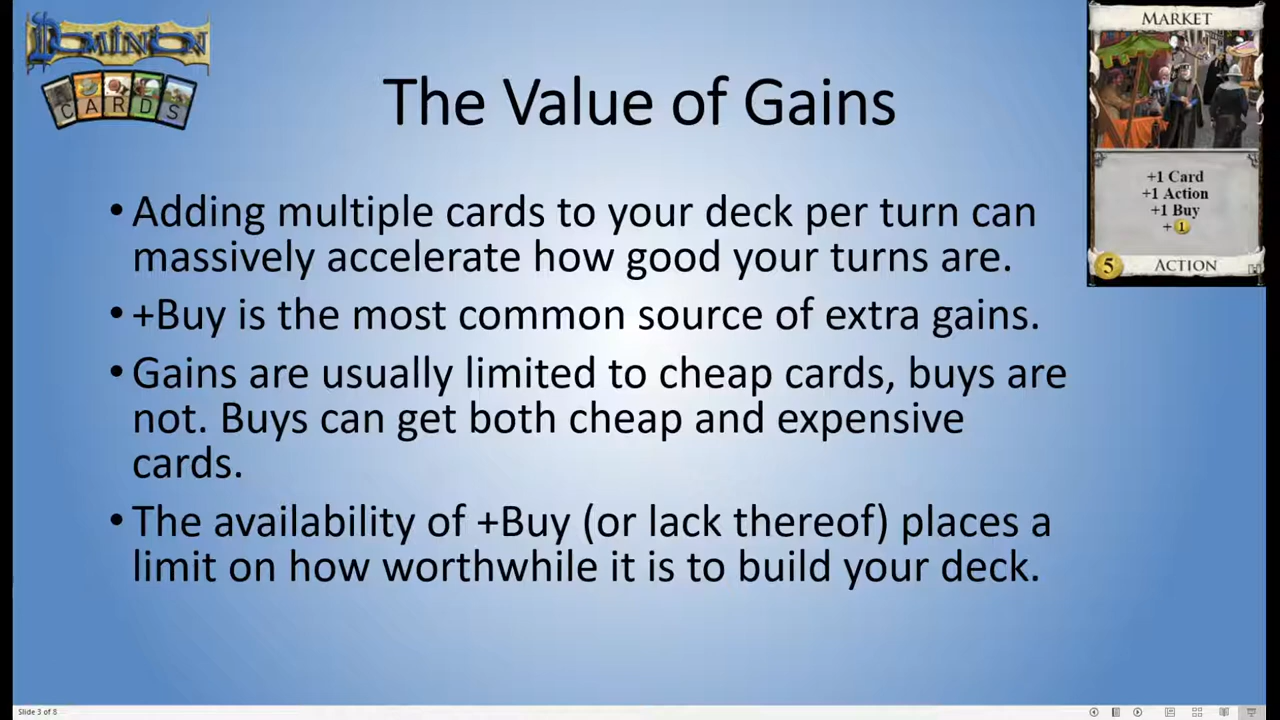 DOMINION
CARDS
MARKET
The Value of Gains
+1 Card
+1 Action
+1 Buy
+1
5 ACTION
• Adding multiple cards to your deck per turn can
massively accelerate how good your turns are.
• +Buy is the most common source of extra gains.
• Gains are usually limited to cheap cards, buys are
not. Buys can get both cheap and expensive
cards.
• The availability of +Buy (or lack thereof) places a
limit on how worthwhile it is to build your deck.
Slide 3 of 8